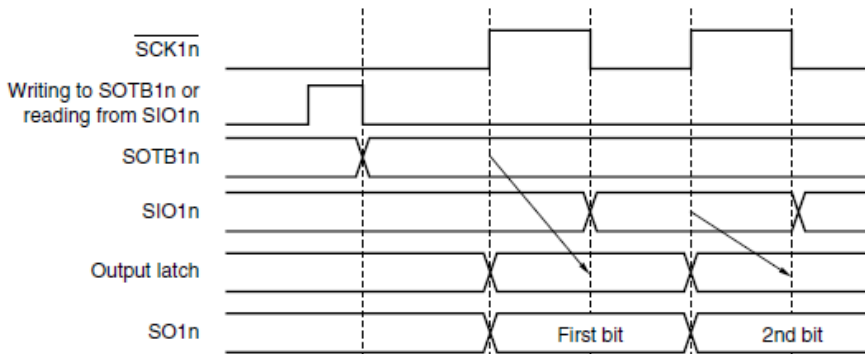 SCK1n
Writing to SOTB1n or
reading from SIO1n
SOTB1n
SIO1n
Output latch
SO1n
First bit
2nd bit